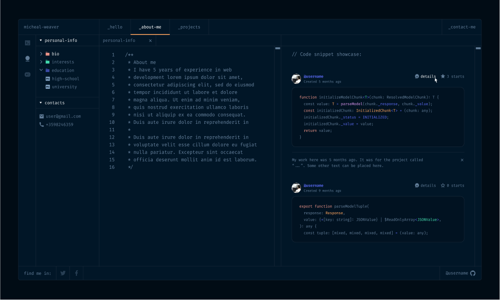 micheal-weaver
_hello
_about-me
_projects
_contact-me
personal-info
bio
interests
education
high-school
university
contacts
user@gmail.com
personal-info ×
1 /**
2 * About me
3 * I have 5 years of experience in web
4 * development lorem ipsum dolor sit amet,
5 * consectetur adipiscing elit, sed do eiusmod
6 * tempor incididunt ut labore et dolore
7 * magna aliqua. Ut enim ad minim veniam,
8 * quis nostrud exercitation ullamco laboris
9 * nisi ut aliquip ex ea commodo consequat.
10 * Duis aute irure dolor in reprehenderit in
11 *
12 * Duis aute irure dolor in reprehenderit in
13 * voluptate velit esse cillum dolore eu fugiat
14 * nulla pariatur. Excepteur sint occaecat
15 * officia deserunt mollit anim id est laborum.
16 */
// Code snippet showcase:
@username
Created 5 months ago
details
3 stars
function initializeModelChunk<T>(chunk: ResolvedModelChunk): T {
const value: T = parseModel(chunk._response, chunk._value);
const initializedChunk: InitializedChunk<T> = (chunk: any);
initializedChunk._status = INITIALIZED;
initializedChunk._value = value;
return value;
}
My work here was 5 months ago. It was for the project called
“...”. Some other text can be placed here.
×
@username
Created 9 months ago
details
0 stars
export function parseModelTuple(
response: Response,
value: {+[key: string]: JSONValue} | $ReadOnlyArray<JSONValue>,
): any {
const tuple: [mixed, mixed, mixed, mixed] = (value: any);
find me in:
@username